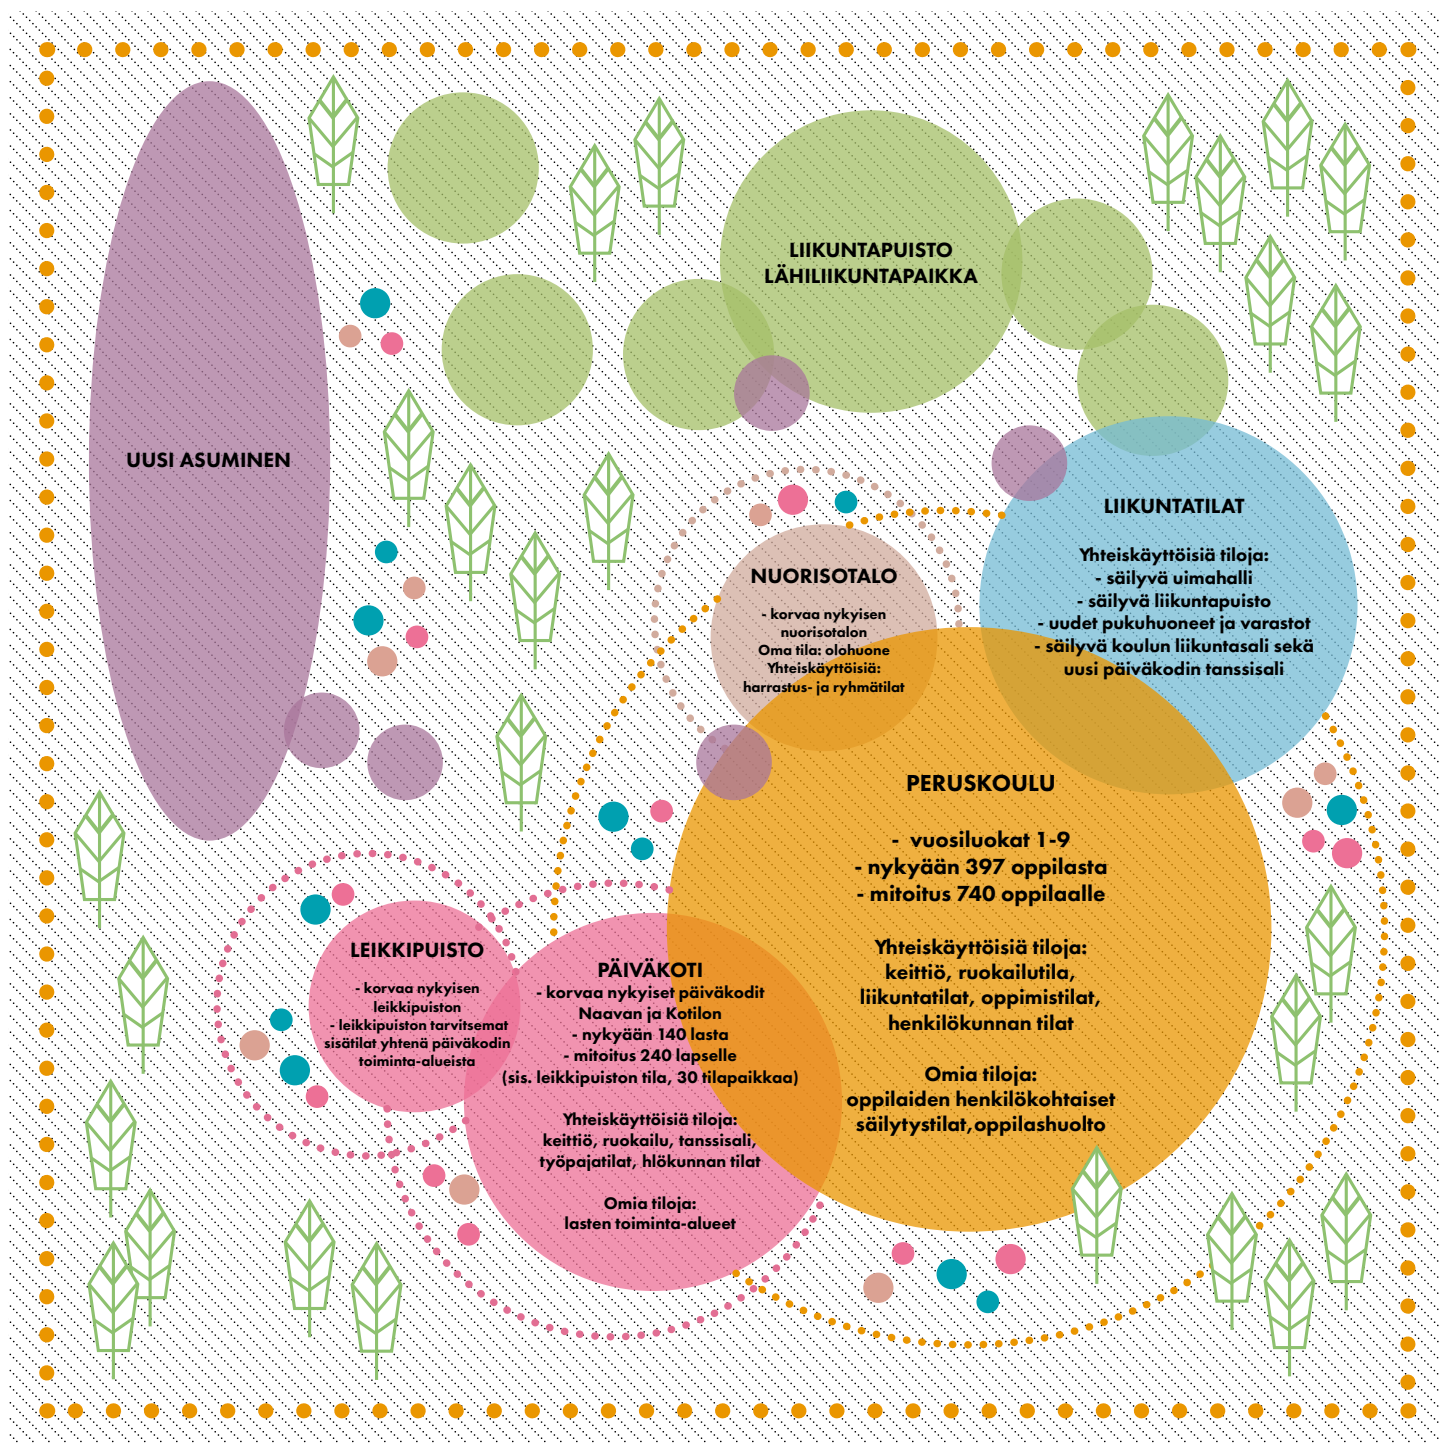 LIIKUNTAPUISTO
LÄHILIIKUNTAPAIKKA
UUSI ASUMINEN
LIIKUNTATILAT
Yhteiskäyttöisiä tiloja:
- säilyvä uimahalli
- säilyvä liikuntapuisto
- uudet pukuhuoneet ja varastot
- säilyvä koulun liikuntasali sekä
uusi päiväkodin tanssisali
NUORISOTALO
- korvaa nykyisen
nuorisotalon
Oma tila: olohuone
Yhteiskäyttöisiä:
harrastus- ja ryhmätilat
PERUSKOULU
- vuosiluokat 1-9
- nykyään 397 oppilasta
- mitoitus 740 oppilaalle
Yhteiskäyttöisiä tiloja:
keittiö, ruokailutila,
liikuntatilat, oppimistilat,
henkilökunnan tilat
Omia tiloja:
oppilaiden henkilökohtaiset
säilytystilat,oppilashuolto
LEIKKIPUISTO
- korvaa nykyisen
leikkipuiston
- leikkipuiston tarvitsemat
sisätilat yhtenä päiväkodin
toiminta-alueista
PÄIVÄKOTI
- korvaa nykyiset päiväkodit
Naavan ja Kotilon
- nykyään 140 lasta
- mitoitus 240 lapselle
(sis. leikkipuiston tila, 30 tilapaikkaa)
Yhteiskäyttöisiä tiloja:
keittiö, ruokailu, tanssisali,
työpajatilat, hlökunnan tilat
Omia tiloja:
lasten toiminta-alueet